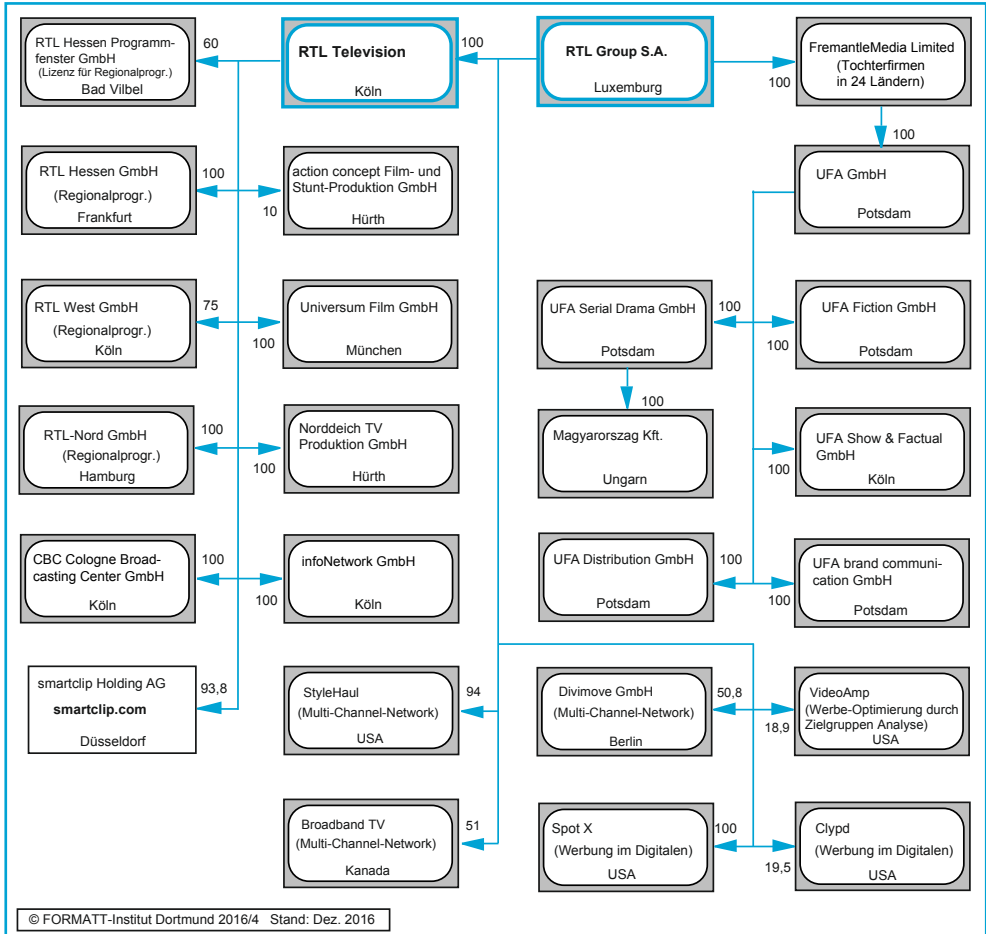 RTL Hessen Programm-
fenster GmbH
(Lizenz für Regionalprogr.)
Bad Vilbel
60
RTL Television
Köln
100
RTL Group S.A.
Luxemburg
100
FremantleMedia Limited
(Tochterfirmen
in 24 Ländern)
100
RTL Hessen GmbH
(Regionalprogr.)
Frankfurt
100
10
action concept Film- und
Stunt-Produktion GmbH
Hürth
UFA GmbH
Potsdam
RTL West GmbH
(Regionalprogr.)
Köln
75
100
Universum Film GmbH
München
UFA Serial Drama GmbH
Potsdam
100
100
UFA Fiction GmbH
Potsdam
100
RTL-Nord GmbH
(Regionalprogr.)
Hamburg
100
100
Norddeich TV
Produktion GmbH
Hürth
Magyarorszag Kft.
Ungarn
100
UFA Show & Factual
GmbH
Köln
CBC Cologne Broad-
casting Center GmbH
Köln
100
100
infoNetwork GmbH
Köln
UFA Distribution GmbH
Potsdam
100
100
UFA brand communi-
cation GmbH
Potsdam
smartclip Holding AG
smartclip.com
Düsseldorf
93,8
StyleHaul
(Multi-Channel-Network)
USA
94
Divimove GmbH
(Multi-Channel-Network)
Berlin
50,8
18,9
VideoAmp
(Werbe-Optimierung durch
Zielgruppen Analyse)
USA
Broadband TV
(Multi-Channel-Network)
Kanada
51
Spot X
(Werbung im Digitalen)
USA
100
19,5
Clypd
(Werbung im Digitalen)
USA
© FORMATT-Institut Dortmund 2016/4 Stand: Dez. 2016